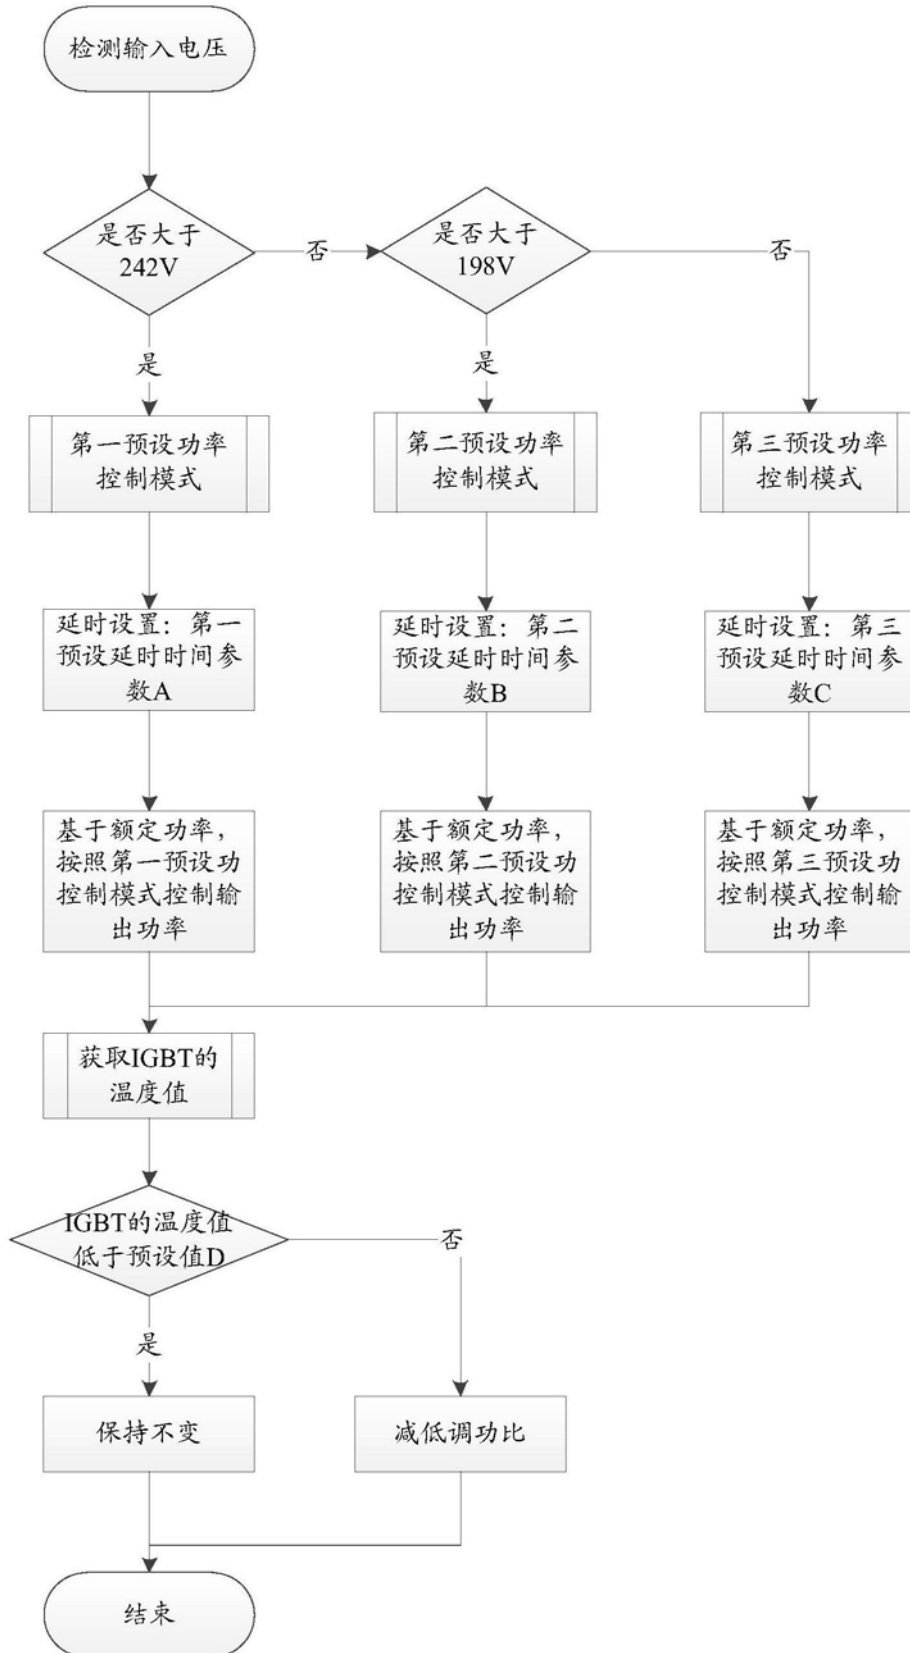 检测输入电压
是否大于
242V
否
是否大于
198V
否
是
是
第一预设功率
控制模式
第二预设功率
控制模式
第三预设功率
控制模式
延时设置：第一
预设延时时间参
数A
延时设置：第二
预设延时时间参
数B
延时设置：第三
预设延时时间参
数C
基于额定功率，
按照第一预设功
控制模式控制输
出功率
基于额定功率，
按照第二预设功
控制模式控制输
出功率
基于额定功率，
按照第三预设功
控制模式控制输
出功率
获取IGBT的
温度值
IGBT的温度值
低于预设值D
否
是
保持不变
减低调功比
结束